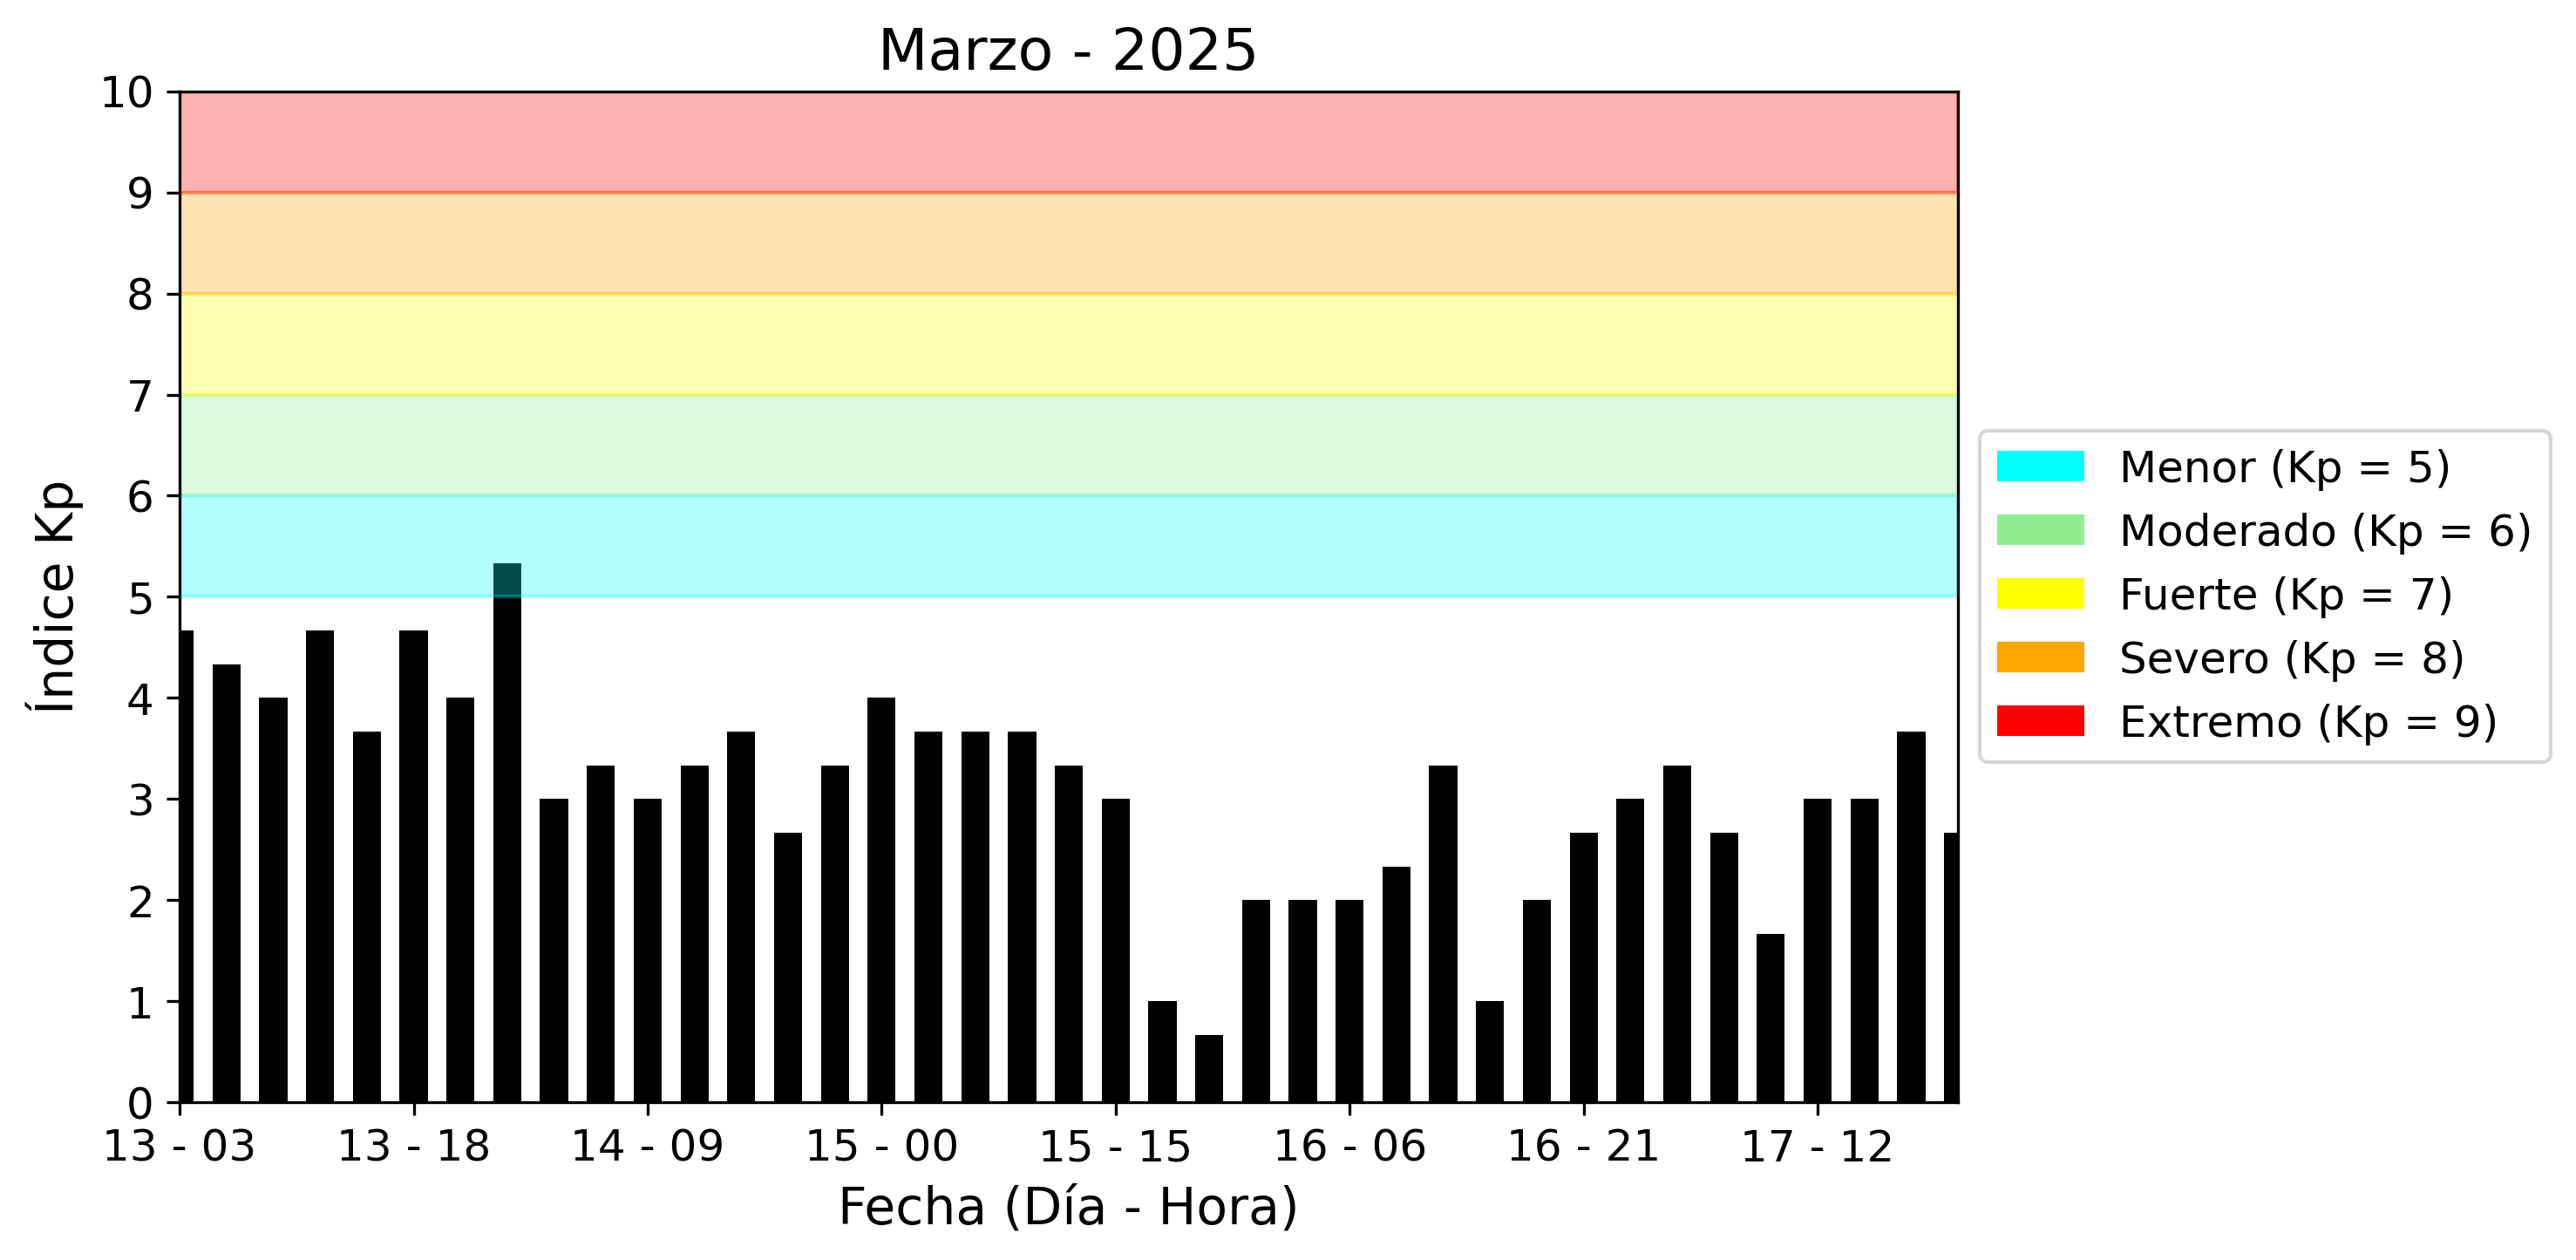 Marzo - 2025
Índice Kp
10
9
8
7
6
5
4
3
2
1
0
13 - 03
13 - 18
14 - 09
15 - 00
15 - 15
16 - 06
16 - 21
17 - 12
Fecha (Día - Hora)
Menor (Kp = 5)
Moderado (Kp = 6)
Fuerte (Kp = 7)
Severo (Kp = 8)
Extremo (Kp = 9)